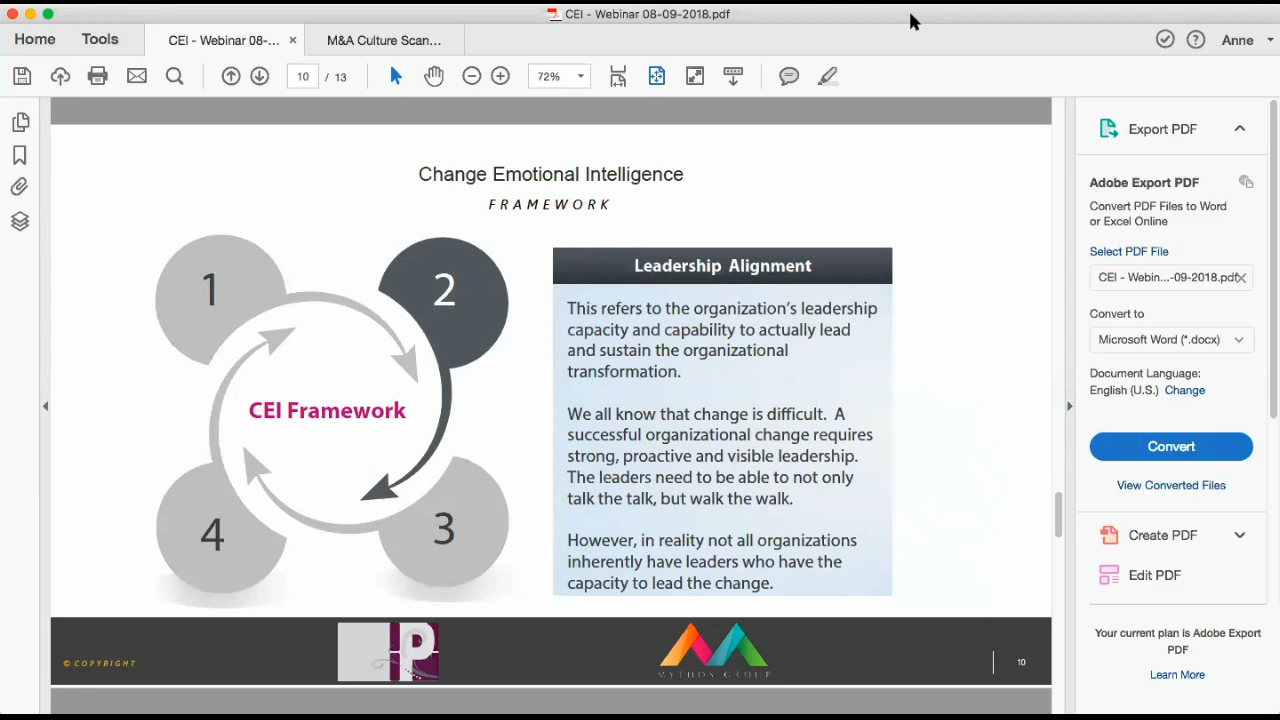 CEI - Webinar 08-09-2018.pdf
Home
Tools
CEI - Webinar 08-...
M&A Culture Scan...
Anne
10 / 13
72%
Change Emotional Intelligence
FRAMEWORK
1
2
CEI Framework
4
3
Leadership Alignment
This refers to the organization's leadership
capacity and capability to actually lead
and sustain the organizational
transformation.
We all know that change is difficult. A
successful organizational change requires
strong, proactive and visible leadership.
The leaders need to be able to not only
talk the talk, but walk the walk.
However, in reality not all organizations
inherently have leaders who have the
capacity to lead the change.
© COPYRIGHT
P
MYTHOS GROUP
10
Export PDF
Adobe Export PDF
Convert PDF Files to Word
or Excel Online
Select PDF File
CEI - Webin...-09-2018.pdf
Convert to
Microsoft Word (*.docx)
Document Language:
English (U.S.) Change
Convert
View Converted Files
Create PDF
Edit PDF
Your current plan is Adobe Export
PDF
Learn More